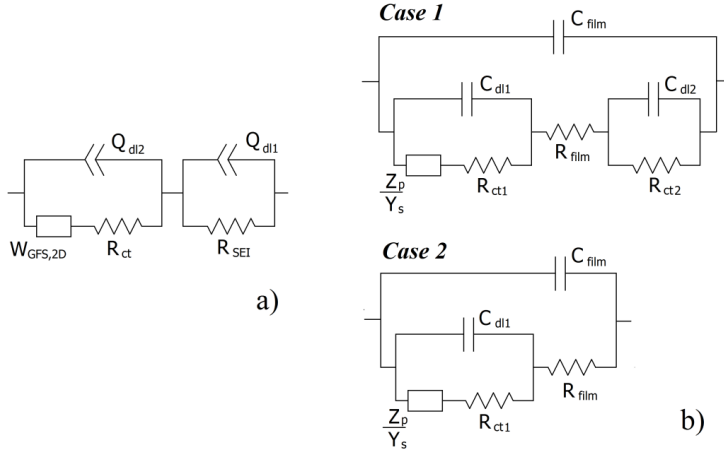 Q dl2
Q dl1
W GFS,2D
R ct
R SEI
a)
Case 1
C film
C dl1
C dl2
Z p
Y s
R ct1
R film
R ct2
Case 2
C film
C dl1
Z p
Y s
R ct1
R film
b)